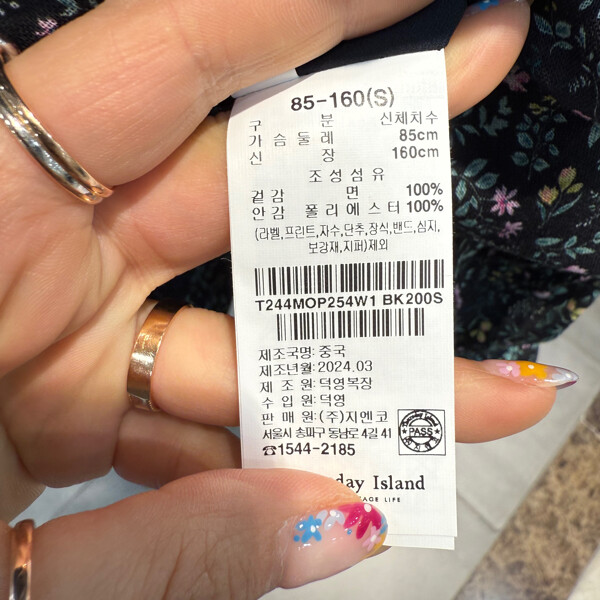 85-160(S)
구 분 신체치수
가슴둘레 85cm
신 장 160cm
조성섬유
겉감 면 100%
안감 폴리에스터 100%
(라벨,프린트,자수,단추,장식,밴드,심지,
보강재,지퍼)제외
T244MOP254W1 BK200S
제조국명:중국
제조년월:2024.03
제 조 원:덕영복장
수 입 원:덕영
판 매 원:(주)지엔코
서울시 송파구 동남로 4길 41
☎1544-2185
PASS
day Island
AGE LIFE